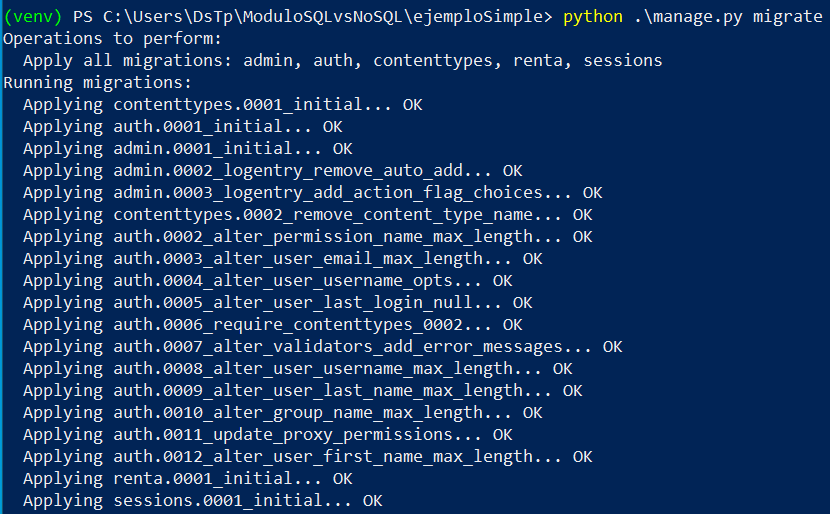 (venv) PS C:\Users\DsTp\ModuloSQLvsNoSQL\ejemploSimple> python .\manage.py migrate
Operations to perform:
  Apply all migrations: admin, auth, contenttypes, renta, sessions
Running migrations:
  Applying contenttypes.0001_initial... OK
  Applying auth.0001_initial... OK
  Applying admin.0001_initial... OK
  Applying admin.0002_logentry_remove_auto_add... OK
  Applying admin.0003_logentry_add_action_flag_choices... OK
  Applying contenttypes.0002_remove_content_type_name... OK
  Applying auth.0002_alter_permission_name_max_length... OK
  Applying auth.0003_alter_user_email_max_length... OK
  Applying auth.0004_alter_user_username_opts... OK
  Applying auth.0005_alter_user_last_login_null... OK
  Applying auth.0006_require_contenttypes_0002... OK
  Applying auth.0007_alter_validators_add_error_messages... OK
  Applying auth.0008_alter_user_username_max_length... OK
  Applying auth.0009_alter_user_last_name_max_length... OK
  Applying auth.0010_alter_group_name_max_length... OK
  Applying auth.0011_update_proxy_permissions... OK
  Applying auth.0012_alter_user_first_name_max_length... OK
  Applying renta.0001_initial... OK
  Applying sessions.0001_initial... OK